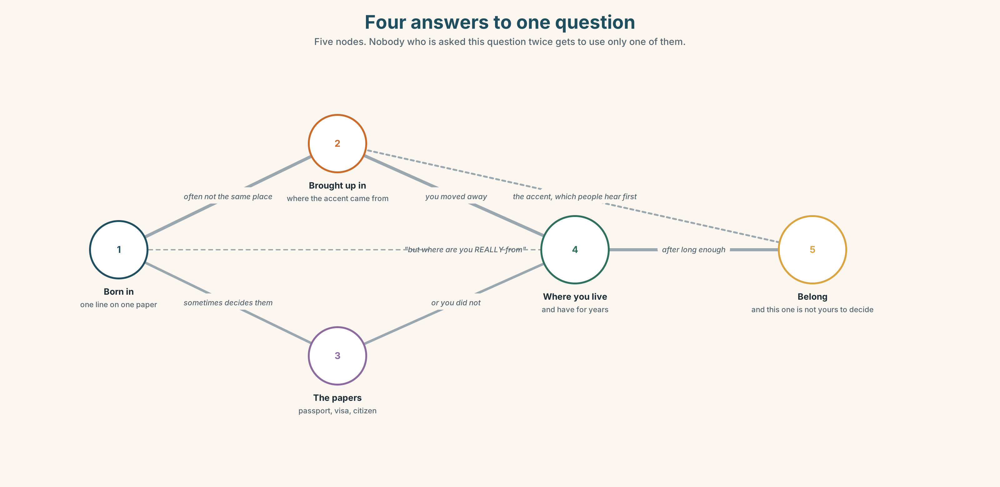 Four answers to one question
Five nodes. Nobody who is asked this question twice gets to use only one of them.
2
Brought up in
where the accent came from
often not the same place
you moved away
the accent, which people hear first
1
Born in
one line on one paper
"but where are you REALLY from"
4
Where you live
and have for years
after long enough
5
Belong
and this one is not yours to decide
sometimes decides them
or you did not
3
The papers
passport, visa, citizen